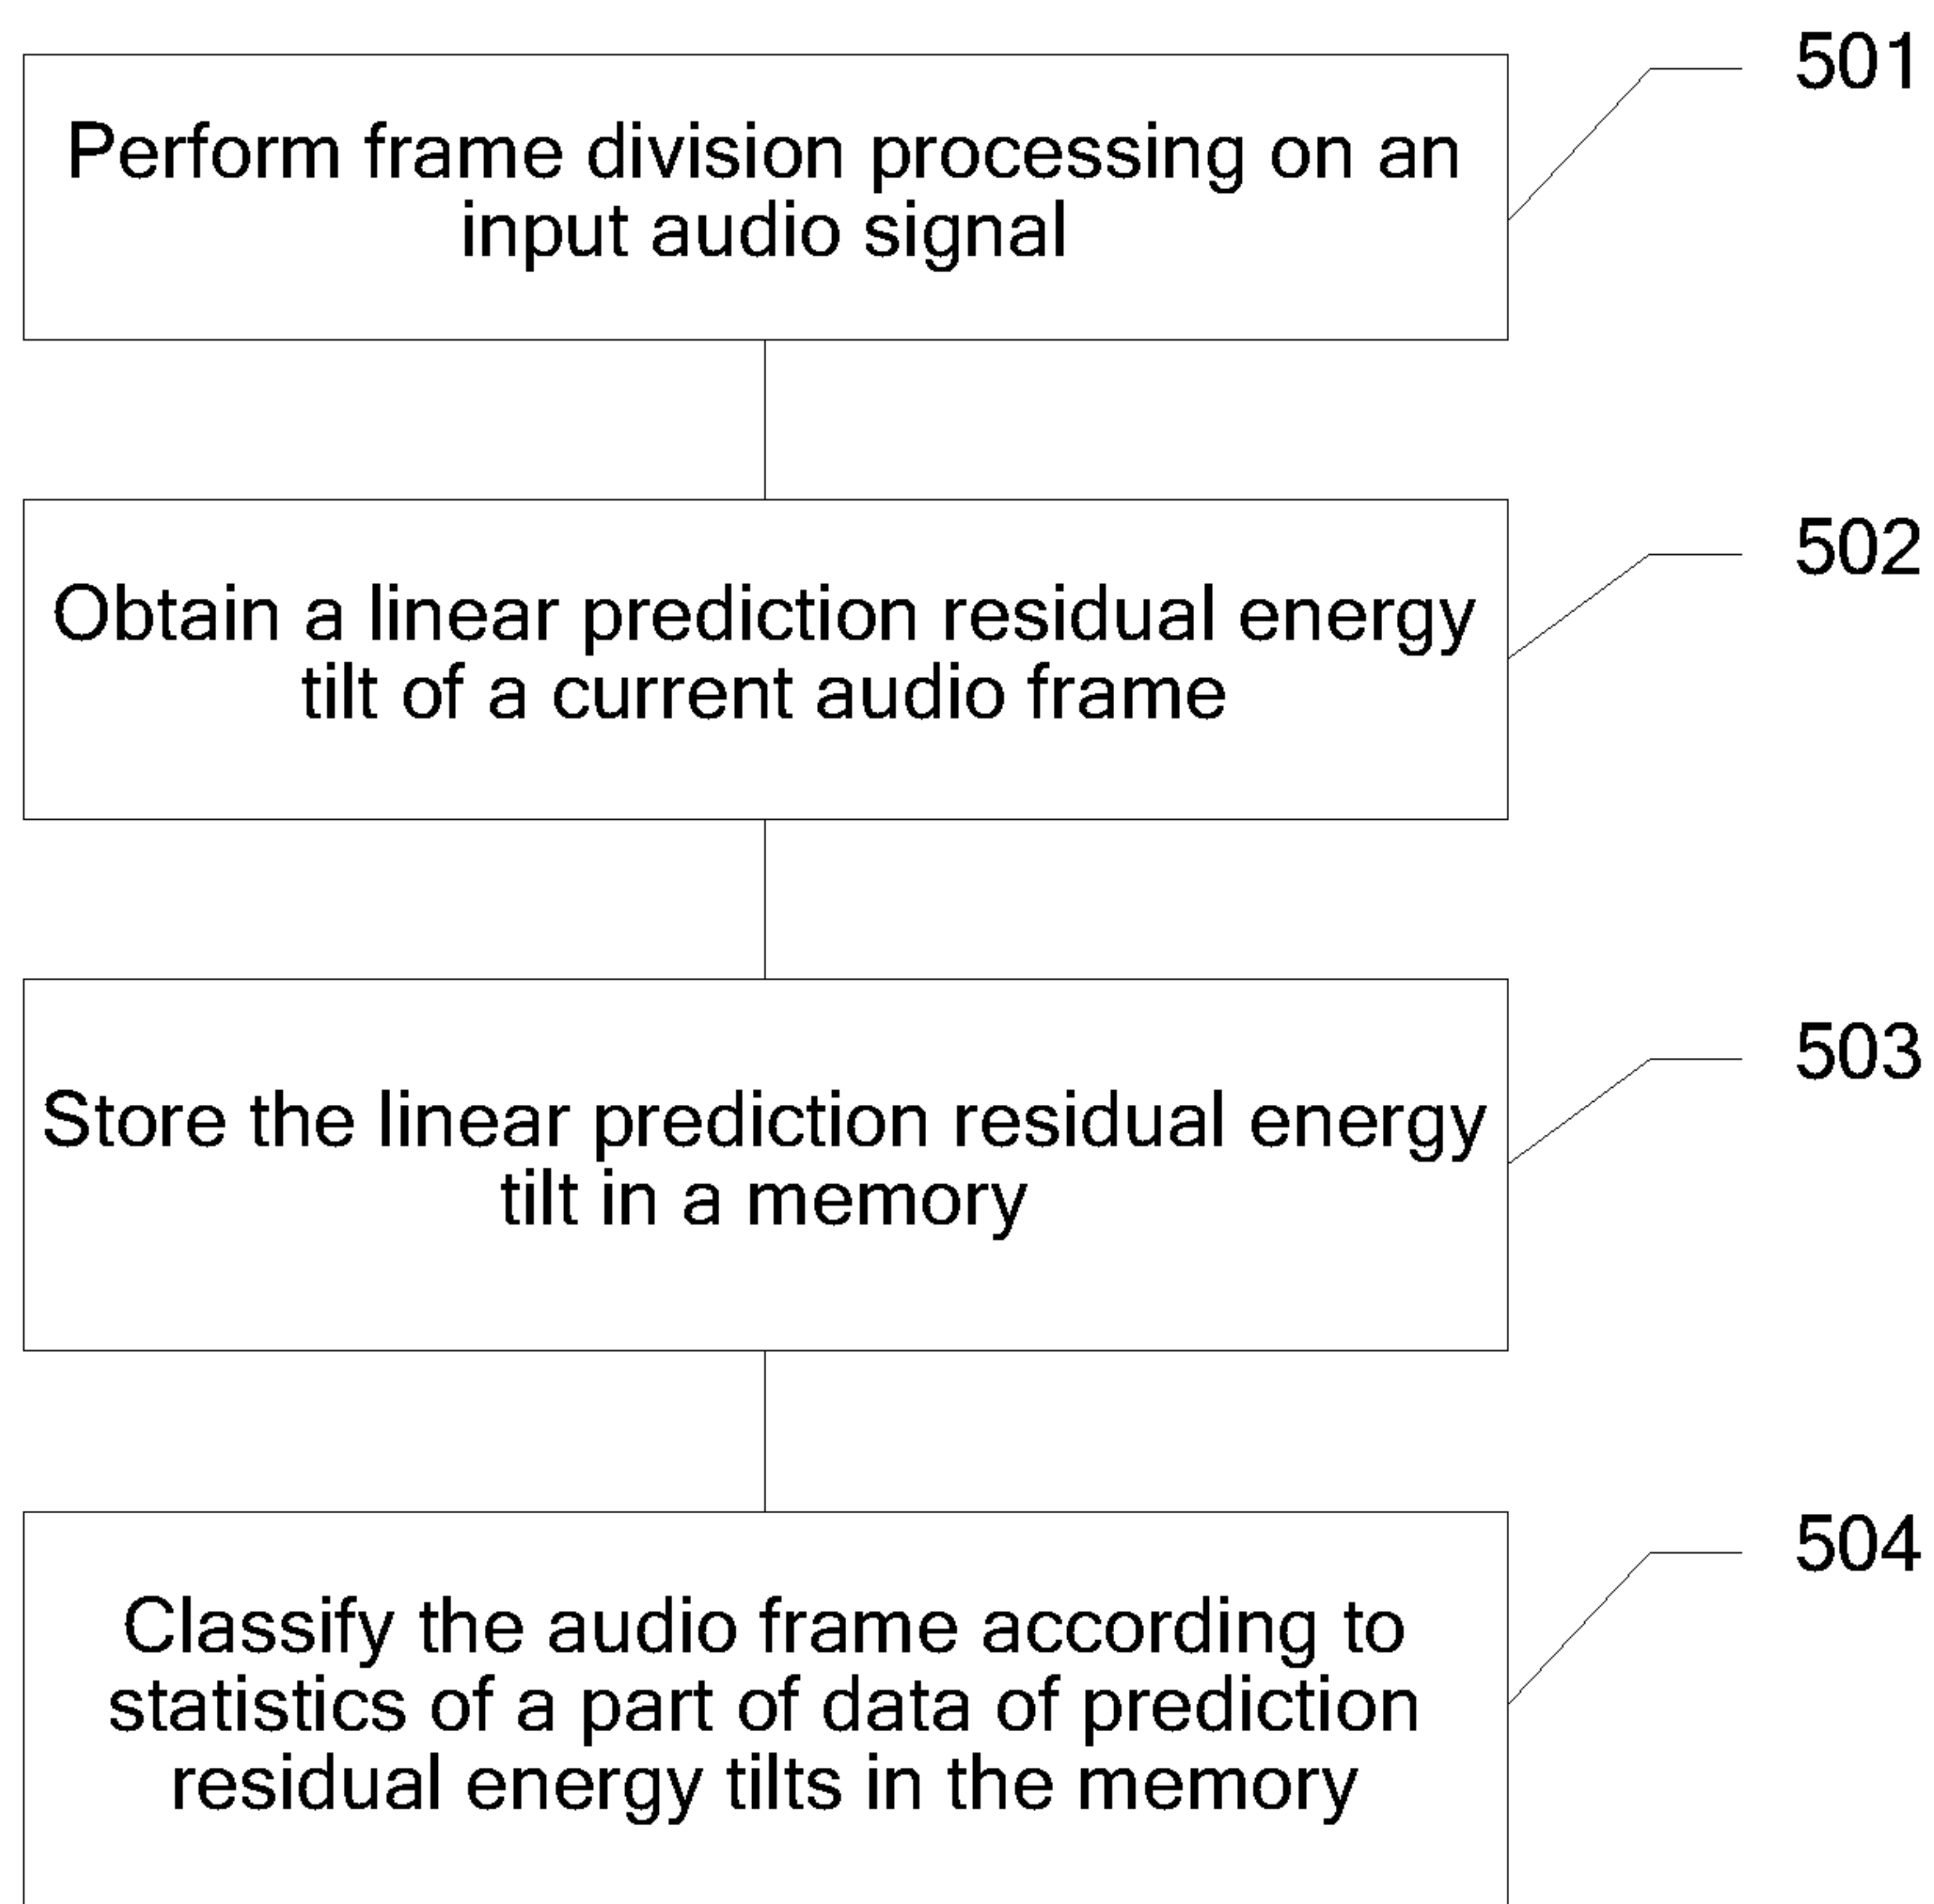 501
Perform frame division processing on an
input audio signal
502
Obtain a linear prediction residual energy
tilt of a current audio frame
503
Store the linear prediction residual energy
tilt in a memory
504
Classify the audio frame according to
statistics of a part of data of prediction
residual energy tilts in the memory